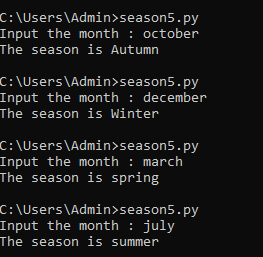 C:\Users\Admin>season5.py
Input the month : october
The season is Autumn
C:\Users\Admin>season5.py
Input the month : december
The season is Winter
C:\Users\Admin>season5.py
Input the month : march
The season is spring
C:\Users\Admin>season5.py
Input the month : july
The season is summer